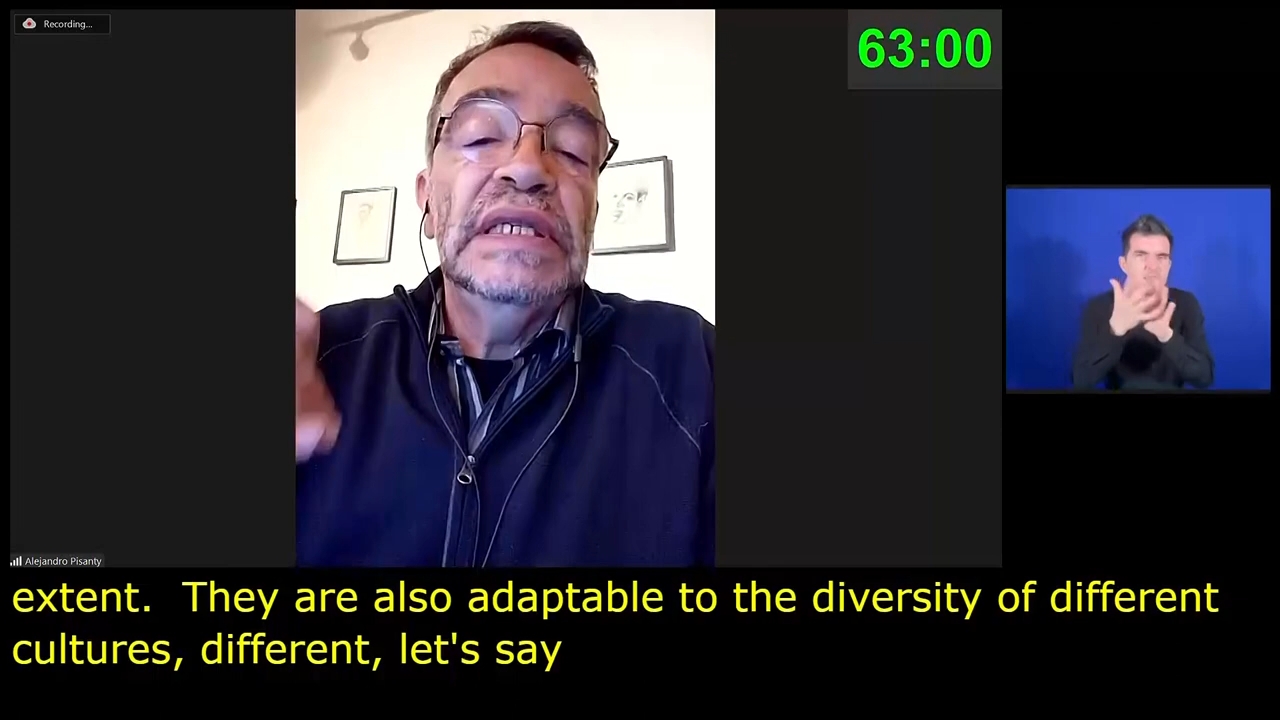 Recording...
63:00
Alejandro Pisanty
extent.  They are also adaptable to the diversity of different
cultures, different, let's say